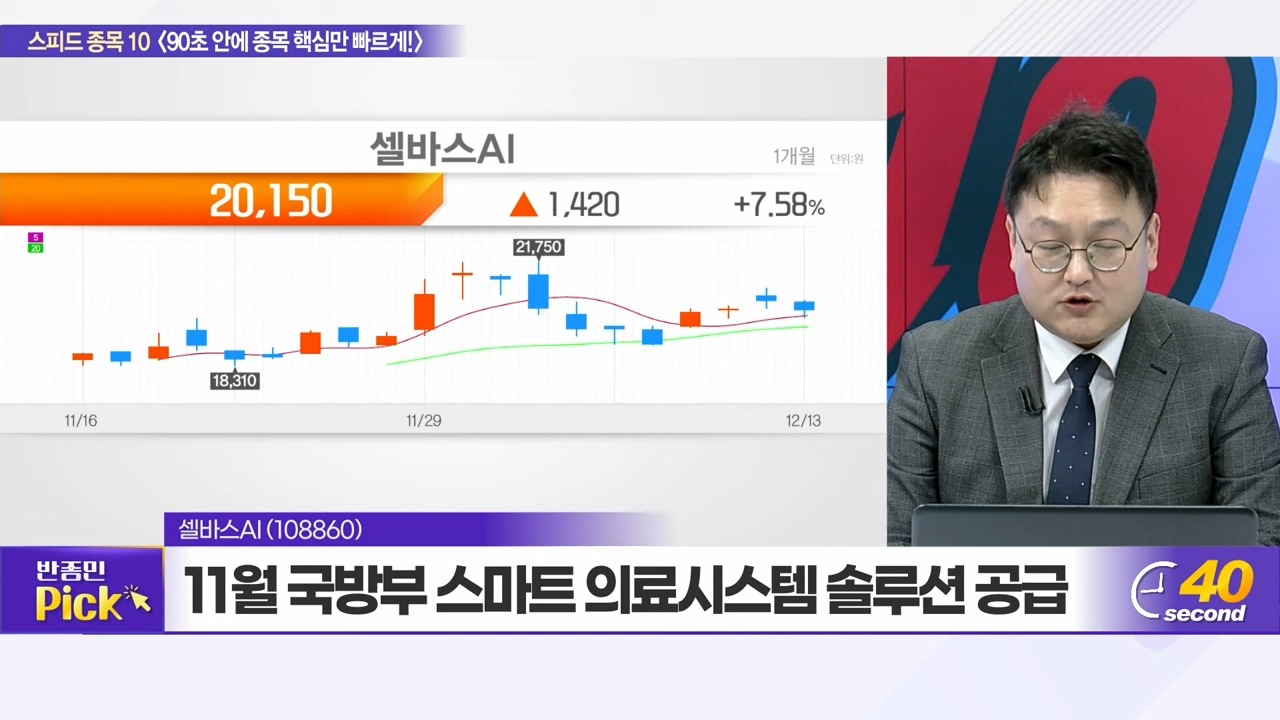 스피드 종목 10 〈90초 안에 종목 핵심만 빠르게!〉
셀바스AI
1개월 단위:원
20,150 ▲ 1,420 +7.58%
5
20
21,750
18,310
11/16 11/29 12/13
셀바스AI (108860)
반종민
Pick
11월 국방부 스마트 의료시스템 솔루션 공급
40
second